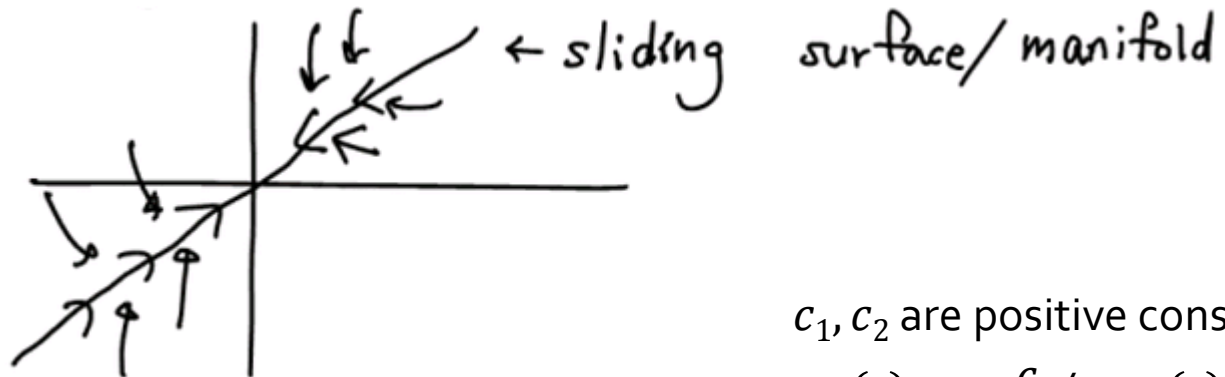 ← sliding surface/manifold
c₁, c₂ are positive cons